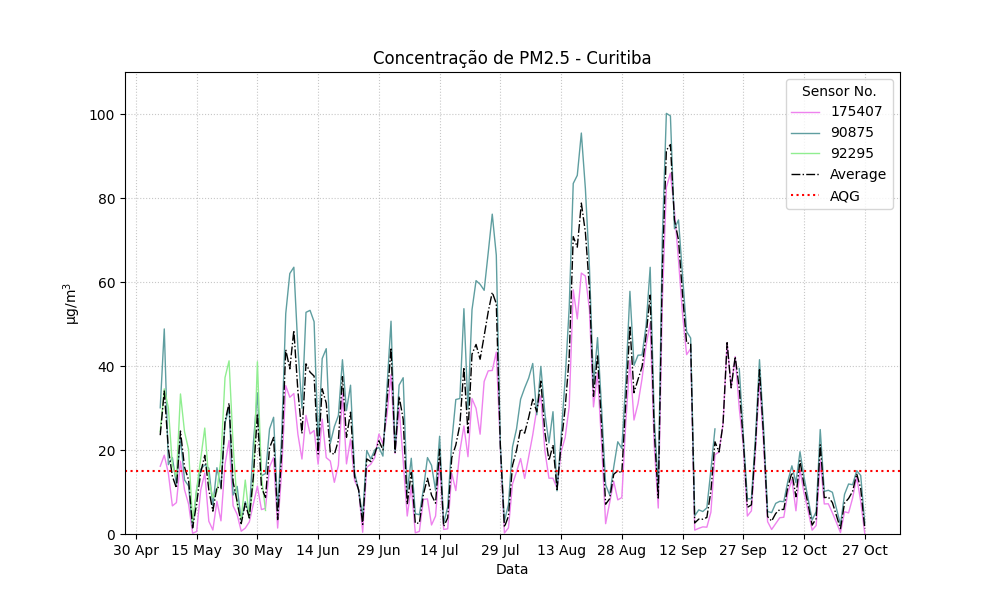 Concentração de PM2.5 - Curitiba
Sensor No.
175407
90875
92295
Average
AQG
100
80
60
40
20
0
µg/m³
30 Apr 15 May 30 May 14 Jun 29 Jun 14 Jul 29 Jul 13 Aug 28 Aug 12 Sep 27 Sep 12 Oct 27 Oct
Data